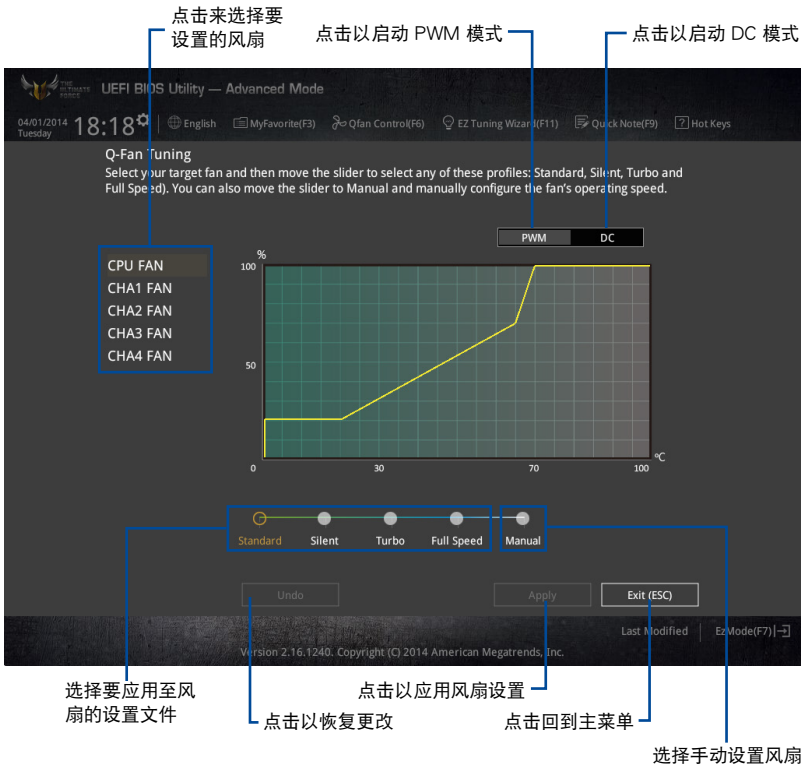 点击来选择要
设置的风扇
点击以启动 PWM 模式
点击以启动 DC 模式
THE
ULTIMATE
FORCE
UEFI BIOS Utility — Advanced Mode
04/01/2014
Tuesday
18:18
English
MyFavorite(F3)
Qfan Control(F6)
EZ Tuning Wizard(F11)
Quick Note(F9)
? Hot Keys
Q-Fan Tuning
Select your target fan and then move the slider to select any of these profiles: Standard, Silent, Turbo and
Full Speed). You can also move the slider to Manual and manually configure the fan's operating speed.
PWM
DC
CPU FAN
CHA1 FAN
CHA2 FAN
CHA3 FAN
CHA4 FAN
%
100
50
0
30
70
100
ºC
Standard
Silent
Turbo
Full Speed
Manual
Undo
Apply
Exit (ESC)
Last Modified
EzMode(F7)
Version 2.16.1240. Copyright (C) 2014 American Megatrends, Inc.
选择要应用至风
扇的设置文件
点击以应用风扇设置
点击以恢复更改
点击回到主菜单
选择手动设置风扇